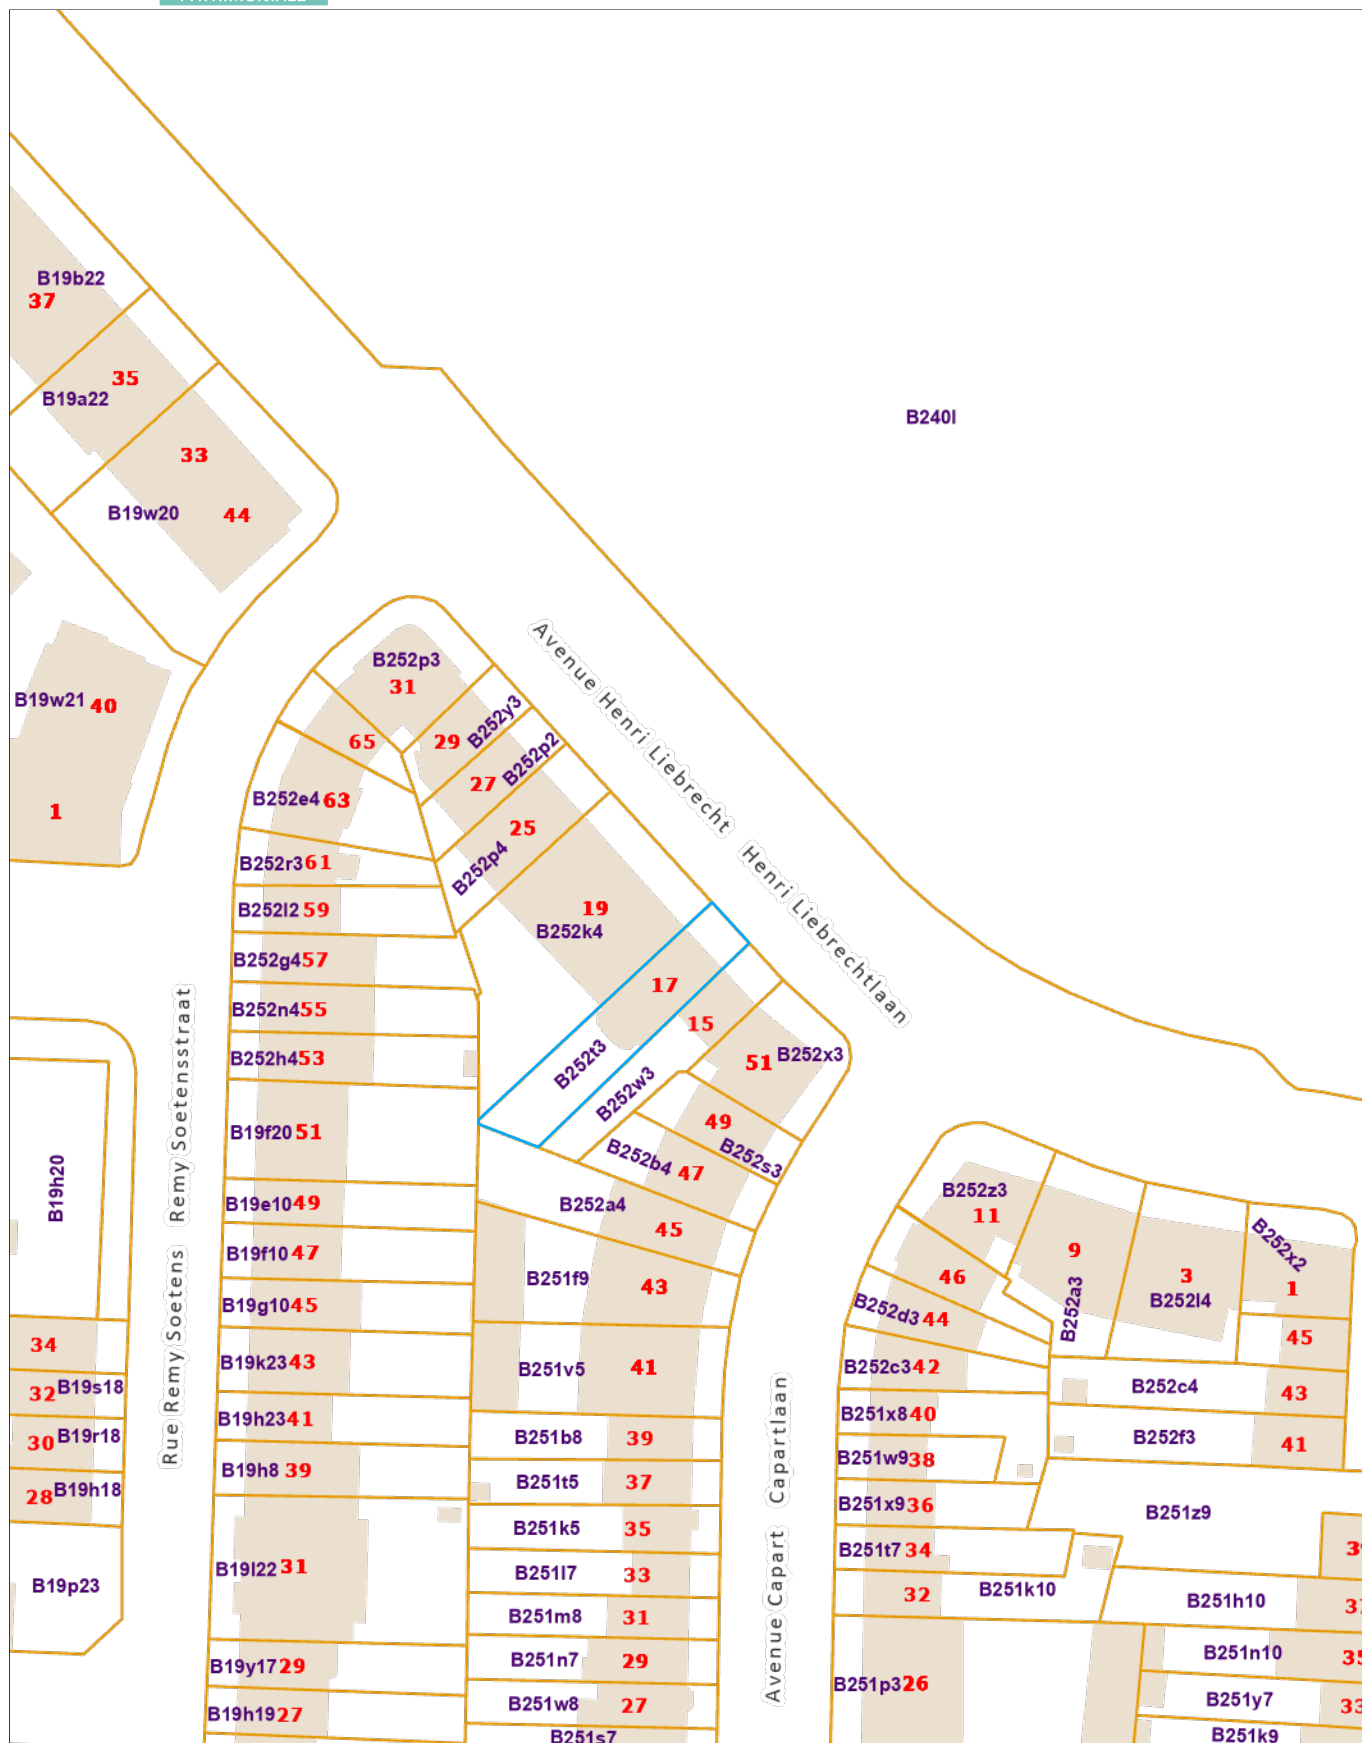 B19b22
37
35
B19a22
B240l
33
B19w20
44
Avenue Henri Liebrecht Henri Liebrechtlaan
B252p3
31
B19w21 40
65
29
B252y3
27
B252p2
B252e4 63
1
25
B252p4
B252r3 61
B252l2 59
19
B252k4
B252g4 57
17
B252n4 55
15
B252h4 53
B252t3
51 B252x3
B252w3
B19f20 51
49
B252s3
B252b4 47
B19h20
B19e10 49
B252a4
45
B19f10 47
B252z3
11
Rue Remy Soetens Remy Soetensstraat
B251f9
43
B19g10 45
46
9
B252a3
3
B252l4
B252x2
1
B252d3 44
45
34
B19k23 43
B251v5 41
B252c3 42
32 B19s18
B252c4 43
B19h23 41
B251x8 40
30 B19r18
B251b8 39
B252f3 41
B19h8 39
B251w9 38
28 B19h18
B251t5 37
B251x9 36
B251z9
Avenue Capart Capartlaan
B251k5 35
B251t7 34
B19l22 31
B251l7 33
B19p23
32 B251k10
B251h10
B251m8 31
B19y17 29
B251n7 29
B251n10 35
B251p3 26
B19h19 27
B251w8 27
B251y7 33
B251s7
B251k9